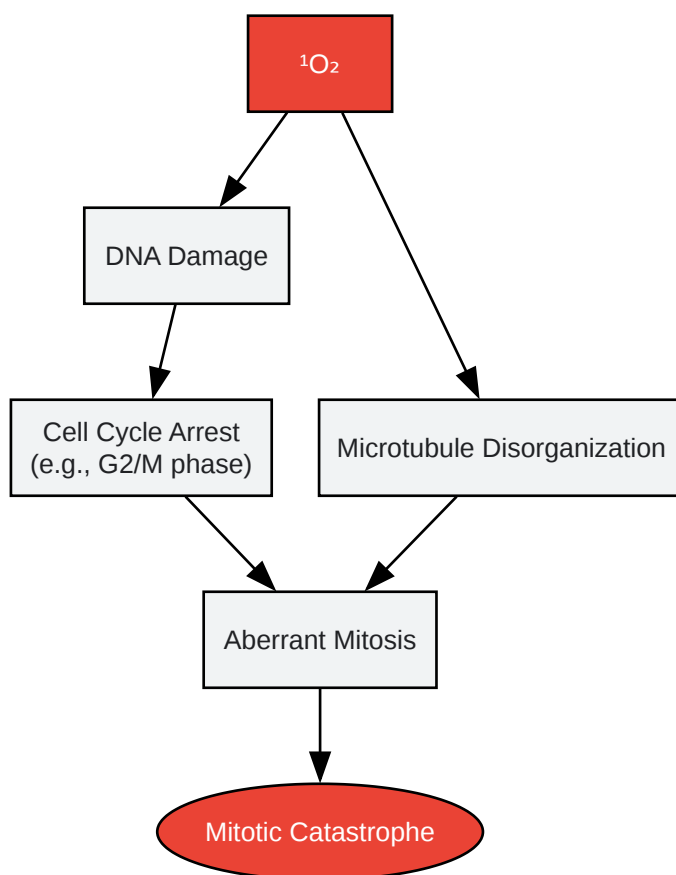 ¹O₂
DNA Damage
Cell Cycle Arrest
(e.g., G2/M phase)
Microtubule Disorganization
Aberrant Mitosis
Mitotic Catastrophe